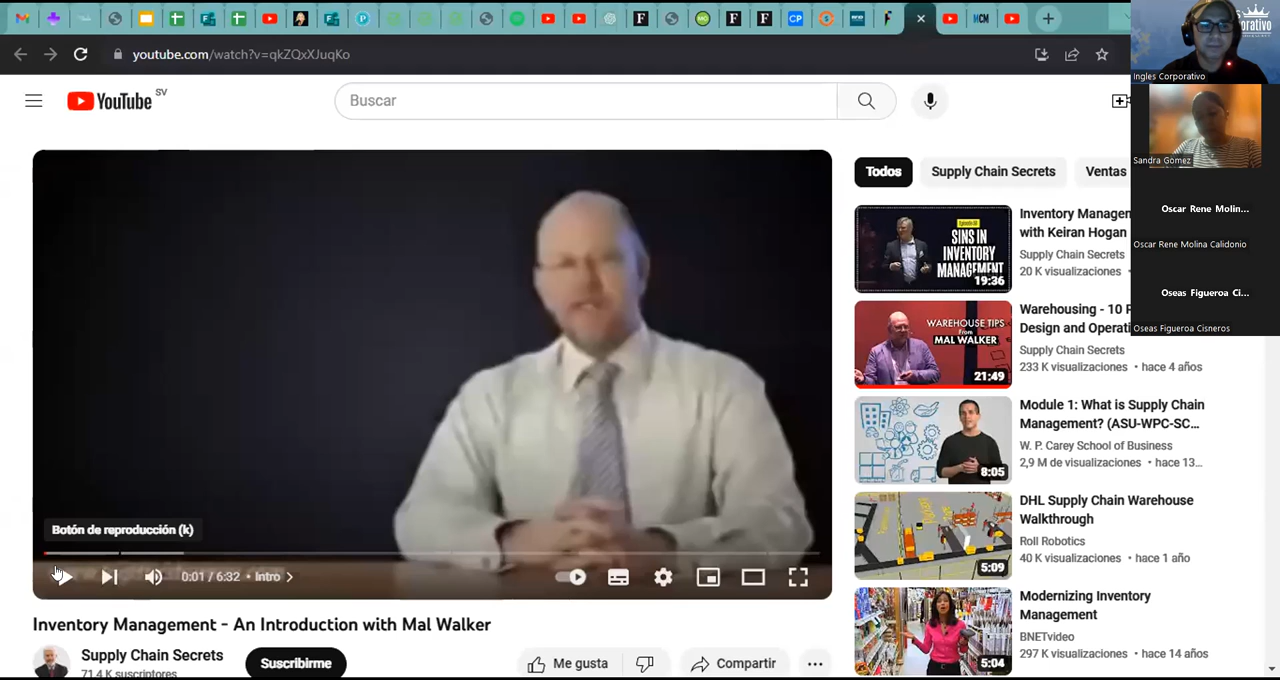 youtube.com/watch?v=qkZQxXJuqKo
YouTube SV
Buscar
Botón de reproducción (k)
0:01 / 6:32 • Intro
Inventory Management - An Introduction with Mal Walker
Supply Chain Secrets
71.4 K suscriptores
Suscribirme
Me gusta
Compartir
Todos
Supply Chain Secrets
Ventas
SINS IN
INVENTORY
MANAGEMENT
19:36
Inventory Managem
with Keiran Hogan
Supply Chain Secrets
20 K visualizaciones •
WAREHOUSE TIPS
From
MAL WALKER
21:49
Warehousing - 10 P
Design and Operati
Supply Chain Secrets
233 K visualizaciones • hace 4 años
8:05
Module 1: What is Supply Chain
Management? (ASU-WPC-SC...
W. P. Carey School of Business
2,9 M de visualizaciones • hace 13...
5:09
DHL Supply Chain Warehouse
Walkthrough
Roll Robotics
40 K visualizaciones • hace 1 año
5:04
Modernizing Inventory
Management
BNETvideo
297 K visualizaciones • hace 14 años
Ingles Corporativo
Sandra Gomez
Oscar Rene Molin...
Oscar Rene Molina Calidonio
Oseas Figueroa Ci...
Oseas Figueroa Cisneros